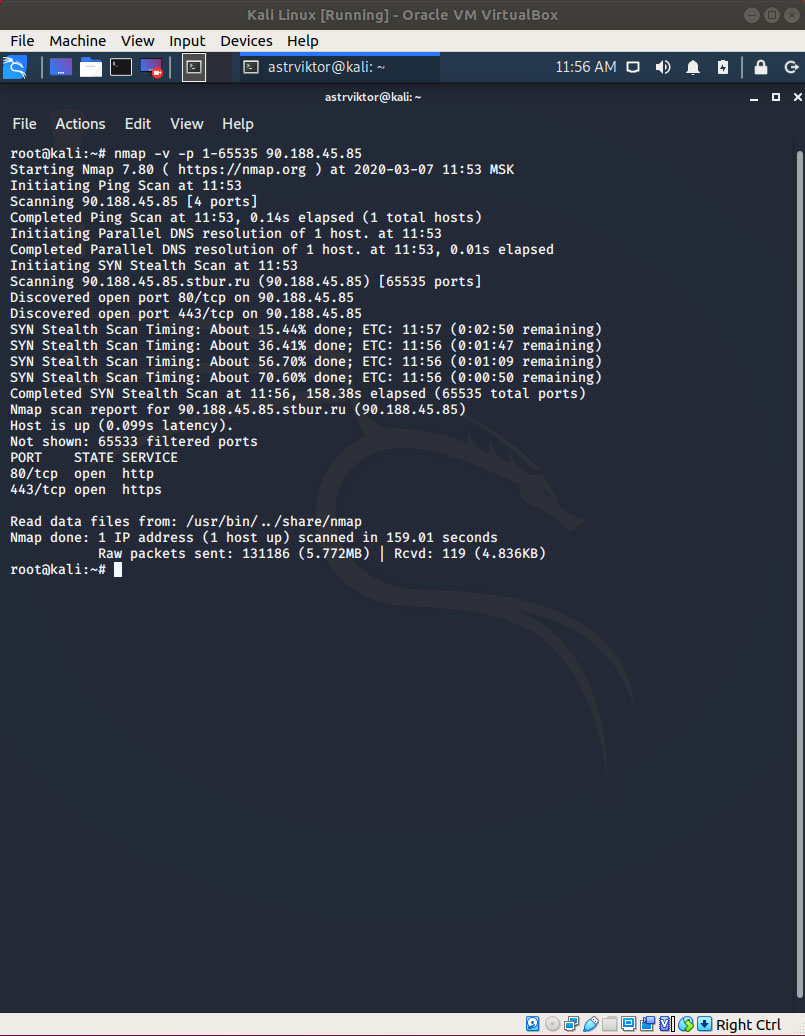 Kali Linux [Running] - Oracle VM VirtualBox
File Machine View Input Devices Help
astrviktor@kali: ~ 11:56 AM
astrviktor@kali: ~
File Actions Edit View Help
root@kali:~# nmap -v -p 1-65535 90.188.45.85
Starting Nmap 7.80 ( https://nmap.org ) at 2020-03-07 11:53 MSK
Initiating Ping Scan at 11:53
Scanning 90.188.45.85 [4 ports]
Completed Ping Scan at 11:53, 0.14s elapsed (1 total hosts)
Initiating Parallel DNS resolution of 1 host. at 11:53
Completed Parallel DNS resolution of 1 host. at 11:53, 0.01s elapsed
Initiating SYN Stealth Scan at 11:53
Scanning 90.188.45.85.stbur.ru (90.188.45.85) [65535 ports]
Discovered open port 80/tcp on 90.188.45.85
Discovered open port 443/tcp on 90.188.45.85
SYN Stealth Scan Timing: About 15.44% done; ETC: 11:57 (0:02:50 remaining)
SYN Stealth Scan Timing: About 36.41% done; ETC: 11:56 (0:01:47 remaining)
SYN Stealth Scan Timing: About 56.70% done; ETC: 11:56 (0:01:09 remaining)
SYN Stealth Scan Timing: About 70.60% done; ETC: 11:56 (0:00:50 remaining)
Completed SYN Stealth Scan at 11:56, 158.38s elapsed (65535 total ports)
Nmap scan report for 90.188.45.85.stbur.ru (90.188.45.85)
Host is up (0.099s latency).
Not shown: 65533 filtered ports
PORT    STATE SERVICE
80/tcp  open  http
443/tcp open  https
Read data files from: /usr/bin/../share/nmap
Nmap done: 1 IP address (1 host up) scanned in 159.01 seconds
Raw packets sent: 131186 (5.772MB) | Rcvd: 119 (4.836KB)
root@kali:~#
Right Ctrl